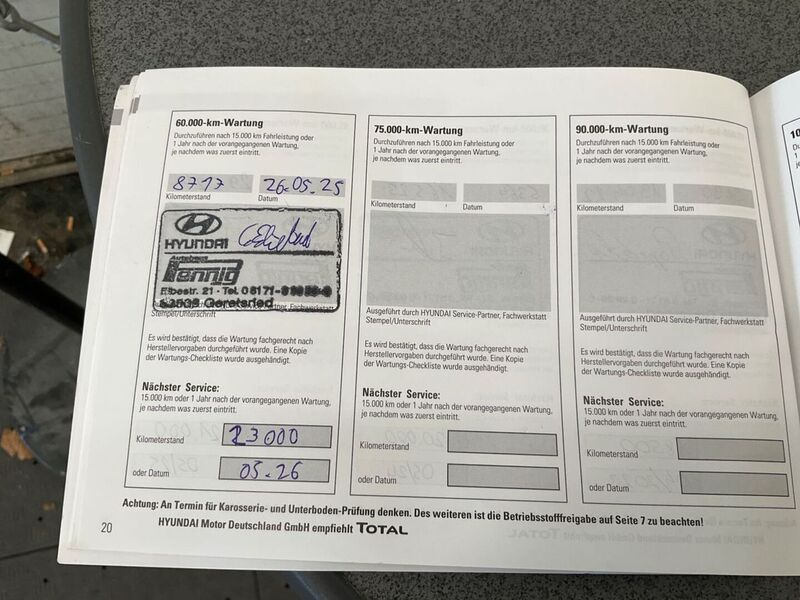 60.000-km-Wartung
Durchzuführen nach 15.000 km Fahrleistung oder
1 Jahr nach der vorangegangenen Wartung,
je nachdem was zuerst eintritt.
8717 26.05.25
Kilometerstand Datum
HYUNDAI
Autohaus
Tennig
Elbestr. 21 · Tel. 08171-
Geretsried
Service-Partner, Fachwerkstatt
Stempel/Unterschrift
Es wird bestätigt, dass die Wartung fachgerecht nach
Herstellervorgaben durchgeführt wurde. Eine Kopie
der Wartungs-Checkliste wurde ausgehändigt.
Nächster Service:
15.000 km oder 1 Jahr nach der vorangegangenen Wartung,
je nachdem was zuerst eintritt.
Kilometerstand 23000
oder Datum 05.26
75.000-km-Wartung
Durchzuführen nach 15.000 km Fahrleistung oder
1 Jahr nach der vorangegangenen Wartung,
je nachdem was zuerst eintritt.
Kilometerstand Datum
Ausgeführt durch HYUNDAI Service-Partner, Fachwerkstatt
Stempel/Unterschrift
Es wird bestätigt, dass die Wartung fachgerecht nach
Herstellervorgaben durchgeführt wurde. Eine Kopie
der Wartungs-Checkliste wurde ausgehändigt.
Nächster Service:
15.000 km oder 1 Jahr nach der vorangegangenen Wartung,
je nachdem was zuerst eintritt.
Kilometerstand
oder Datum
90.000-km-Wartung
Durchzuführen nach 15.000 km Fahrleistung oder
1 Jahr nach der vorangegangenen Wartung,
je nachdem was zuerst eintritt.
Kilometerstand Datum
Ausgeführt durch HYUNDAI Service-Partner, Fachwerkstatt
Stempel/Unterschrift
Es wird bestätigt, dass die Wartung fachgerecht nach
Herstellervorgaben durchgeführt wurde. Eine Kopie
der Wartungs-Checkliste wurde ausgehändigt.
Nächster Service:
15.000 km oder 1 Jahr nach der vorangegangenen Wartung,
je nachdem was zuerst eintritt.
Kilometerstand
oder Datum
Achtung: An Termin für Karosserie- und Unterboden-Prüfung denken. Des weiteren ist die Betriebsstofffreigabe auf Seite 7 zu beachten!
20 HYUNDAI Motor Deutschland GmbH empfiehlt TOTAL